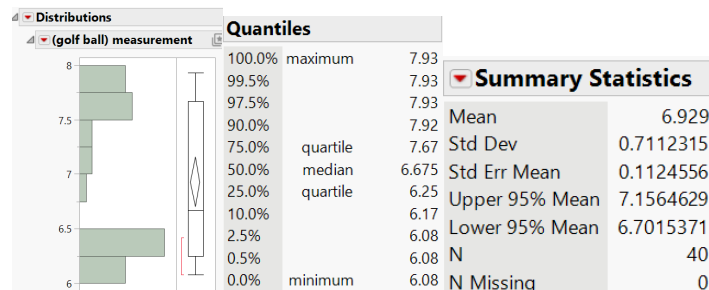 Distributions
(golf ball) measurement
8
7.5
7
6.5
6
Quantiles
100.0% maximum 7.93
99.5% 7.93
97.5% 7.93
90.0% 7.92
75.0% quartile 7.67
50.0% median 6.675
25.0% quartile 6.25
10.0% 6.17
2.5% 6.08
0.5% 6.08
0.0% minimum 6.08
Summary Statistics
Mean 6.929
Std Dev 0.7112315
Std Err Mean 0.1124556
Upper 95% Mean 7.1564629
Lower 95% Mean 6.7015371
N 40
N Missing 0